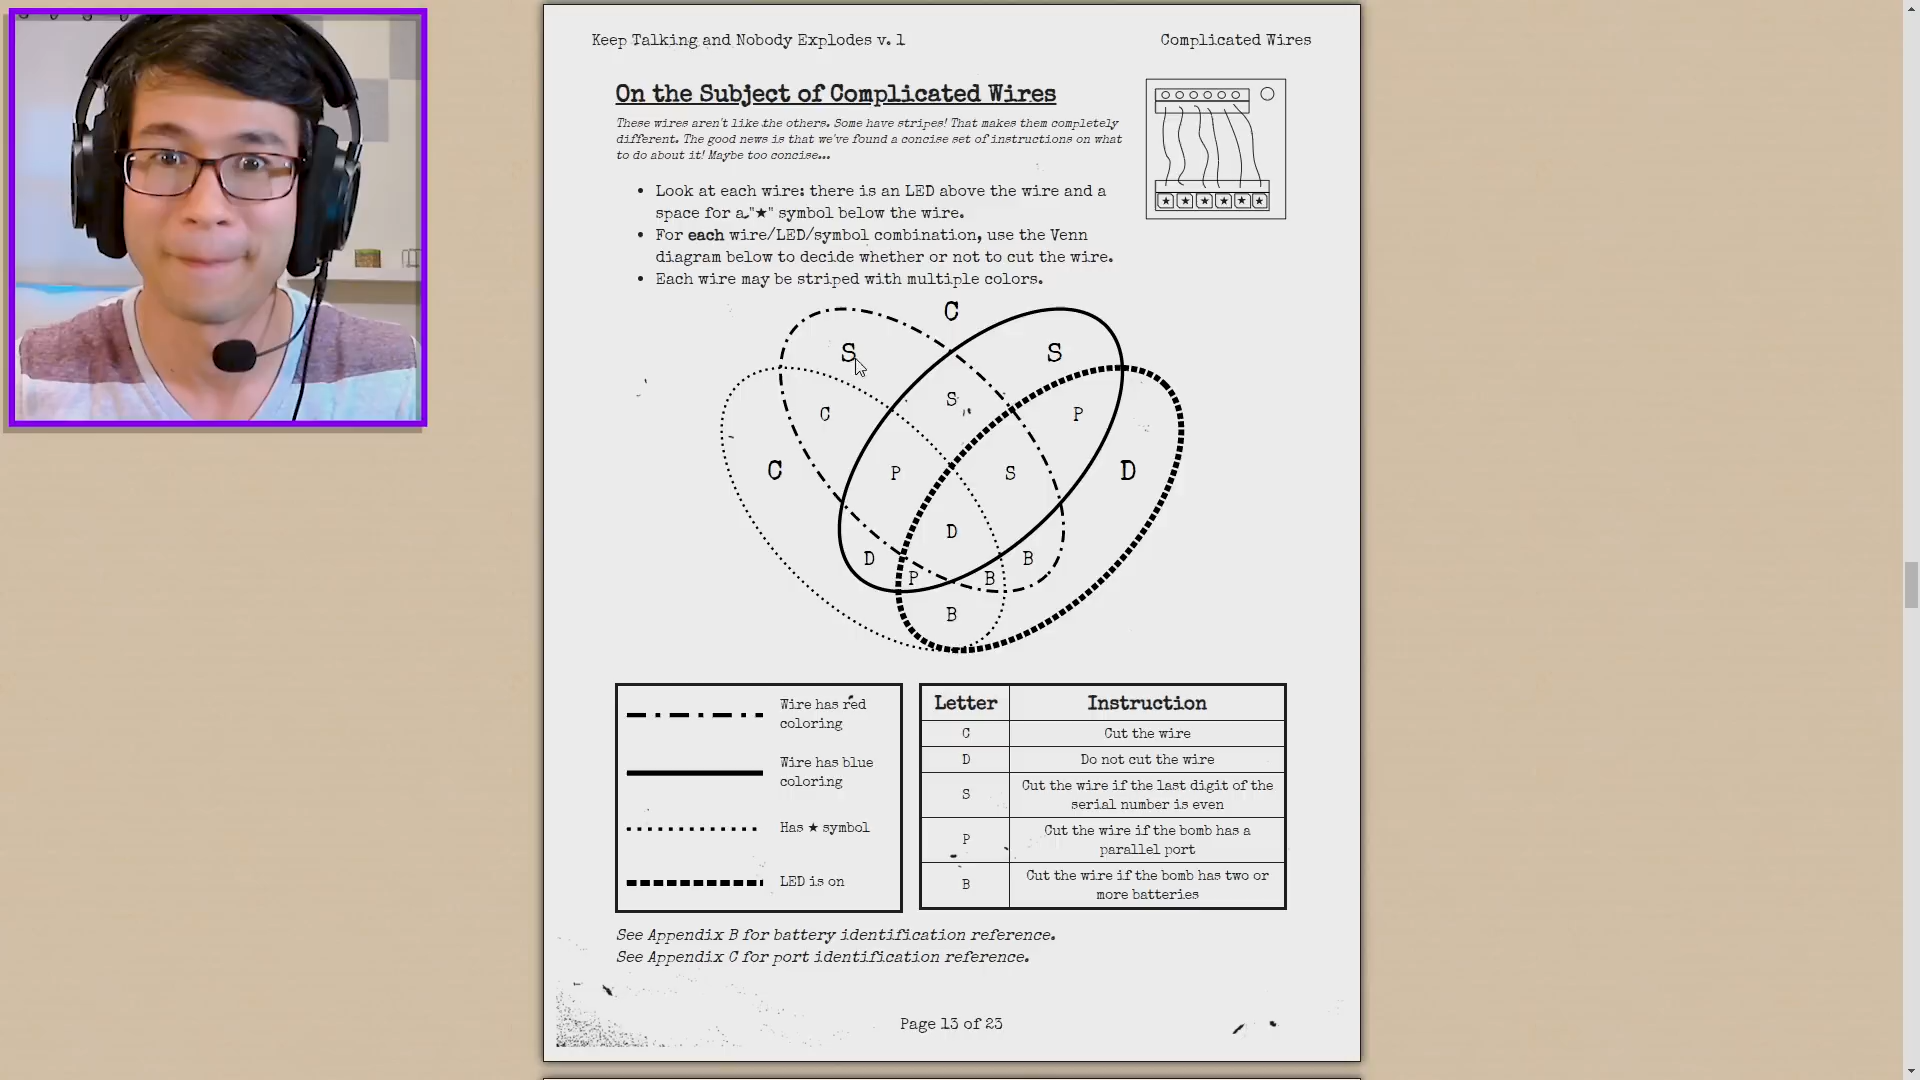 Keep Talking and Nobody Explodes v. 1
Complicated Wires
On the Subject of Complicated Wires
These wires aren't like the others. Some have stripes! That makes them completely
different. The good news is that we've found a concise set of instructions on what
to do about it! Maybe too concise...
• Look at each wire: there is an LED above the wire and a
space for a "★" symbol below the wire.
• For each wire/LED/symbol combination, use the Venn
diagram below to decide whether or not to cut the wire.
• Each wire may be striped with multiple colors.
C
S S
S
C P
C P S D
D
D B
P B
B
Wire has red
coloring
Wire has blue
coloring
Has ★ symbol
LED is on
Letter Instruction
C Cut the wire
D Do not cut the wire
S Cut the wire if the last digit of the
serial number is even
P Cut the wire if the bomb has a
parallel port
B Cut the wire if the bomb has two or
more batteries
See Appendix B for battery identification reference.
See Appendix C for port identification reference.
Page 13 of 23